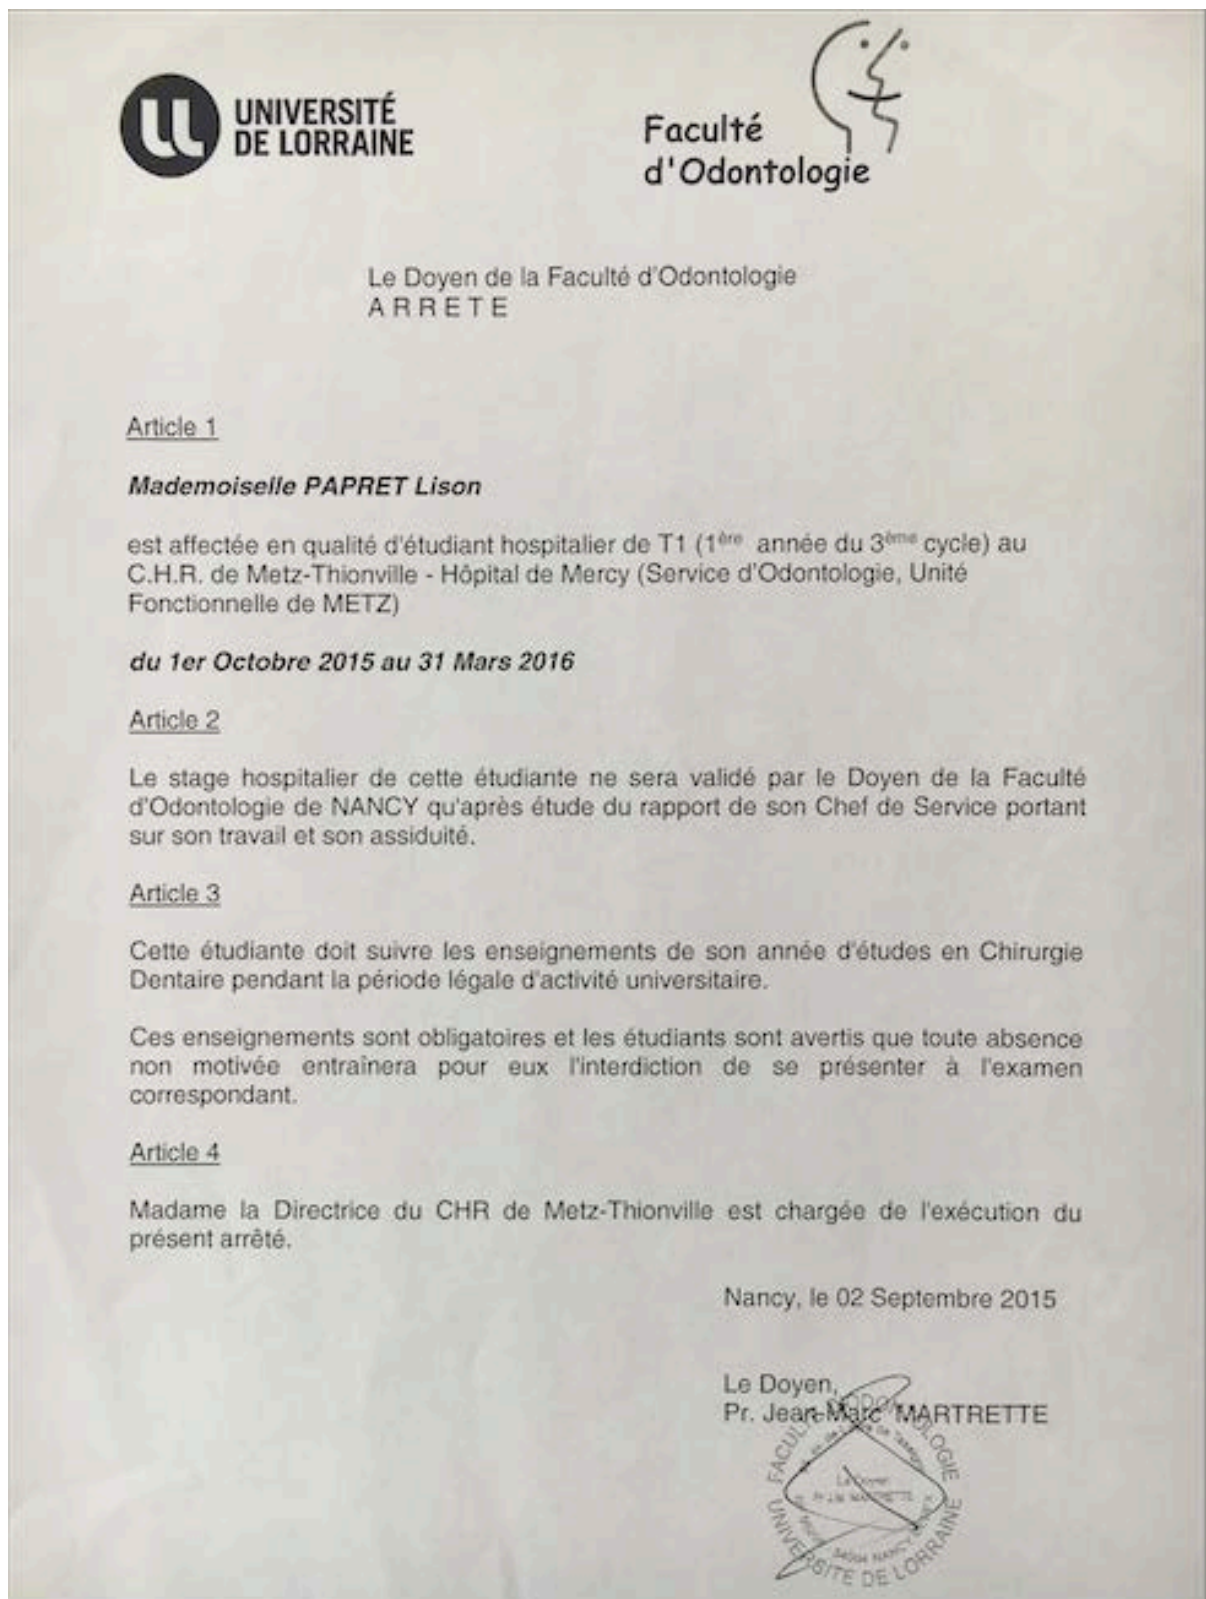 UNIVERSITÉ
DE LORRAINE
Faculté
d'Odontologie
Le Doyen de la Faculté d'Odontologie
A R R E T E
Article 1
Mademoiselle PAPRET Lison
est affectée en qualité d'étudiant hospitalier de T1 (1ère année du 3ème cycle) au
C.H.R. de Metz-Thionville - Hôpital de Mercy (Service d'Odontologie, Unité
Fonctionnelle de METZ)
du 1er Octobre 2015 au 31 Mars 2016
Article 2
Le stage hospitalier de cette étudiante ne sera validé par le Doyen de la Faculté
d'Odontologie de NANCY qu'après étude du rapport de son Chef de Service portant
sur son travail et son assiduité.
Article 3
Cette étudiante doit suivre les enseignements de son année d'études en Chirurgie
Dentaire pendant la période légale d'activité universitaire.
Ces enseignements sont obligatoires et les étudiants sont avertis que toute absence
non motivée entraînera pour eux l'interdiction de se présenter à l'examen
correspondant.
Article 4
Madame la Directrice du CHR de Metz-Thionville est chargée de l'exécution du
présent arrêté.
Nancy, le 02 Septembre 2015
Le Doyen,
Pr. Jean-Marc MARTRETTE
FACULTÉ D'ODONTOLOGIE
Le Doyen
54004 NANCY
UNIVERSITE DE LORRAINE